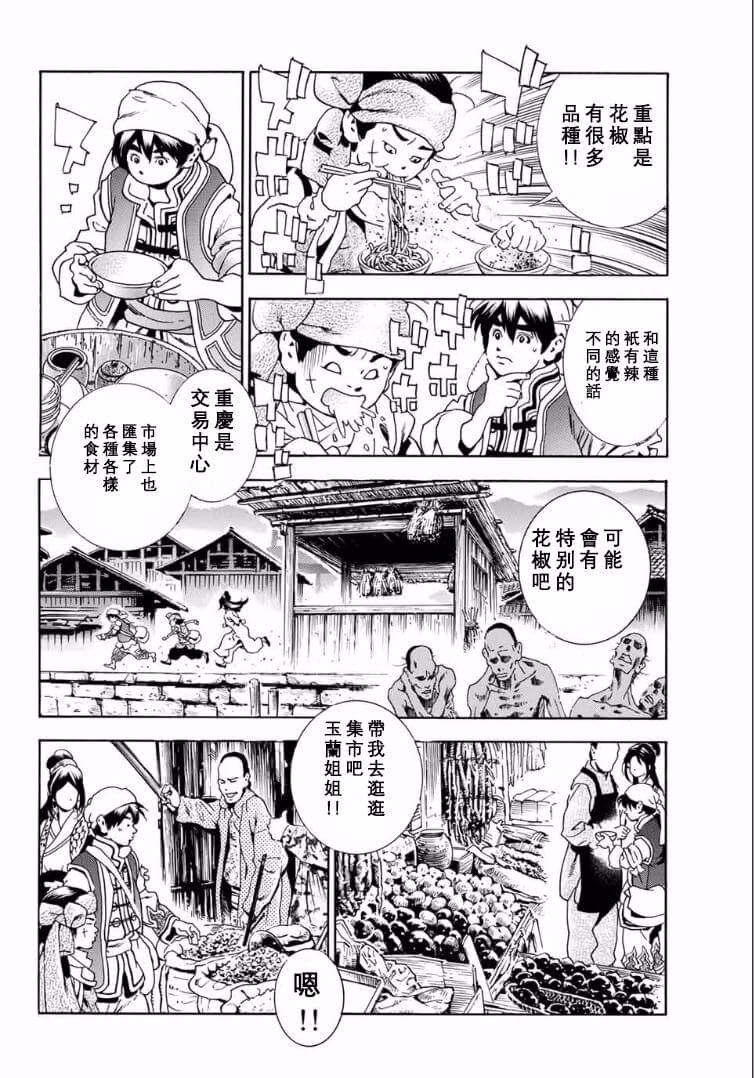 重點是
花椒
有很多
品種!!
和這種
衹有辣
的感覺
不同的話
重慶是
交易中心
市場上也
匯集了
各種各樣
的食材
可能
會有
特別的
花椒吧
帶我去逛逛
集市吧
玉蘭姐姐!!
嗯!!